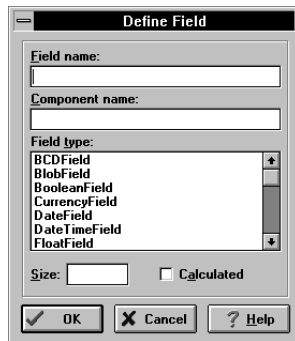 Define Field
Field name:
Component name:
Field type:
BCDField
BlobField
BooleanField
CurrencyField
DateField
DateTimeField
FloatField
Size:
Calculated
OK
Cancel
? Help